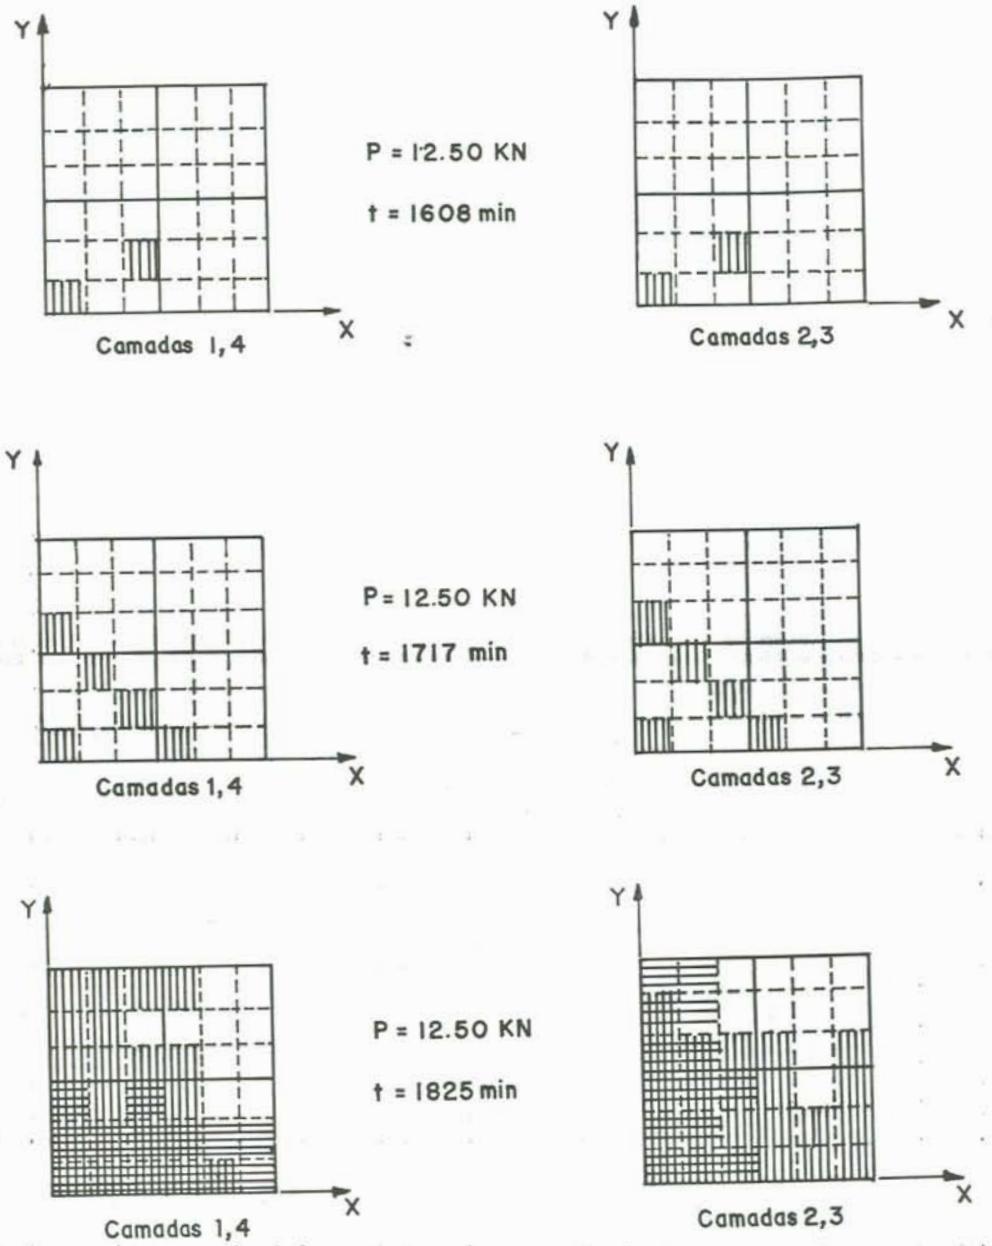 Y
Y
P = 12.50 KN
t = 1608 min
X
X
Camadas 1,4
Camadas 2,3
Y
Y
P = 12.50 KN
t = 1717 min
X
X
Camadas 1,4
Camadas 2,3
Y
Y
P = 12.50 KN
t = 1825 min
X
X
Camadas 1,4
Camadas 2,3